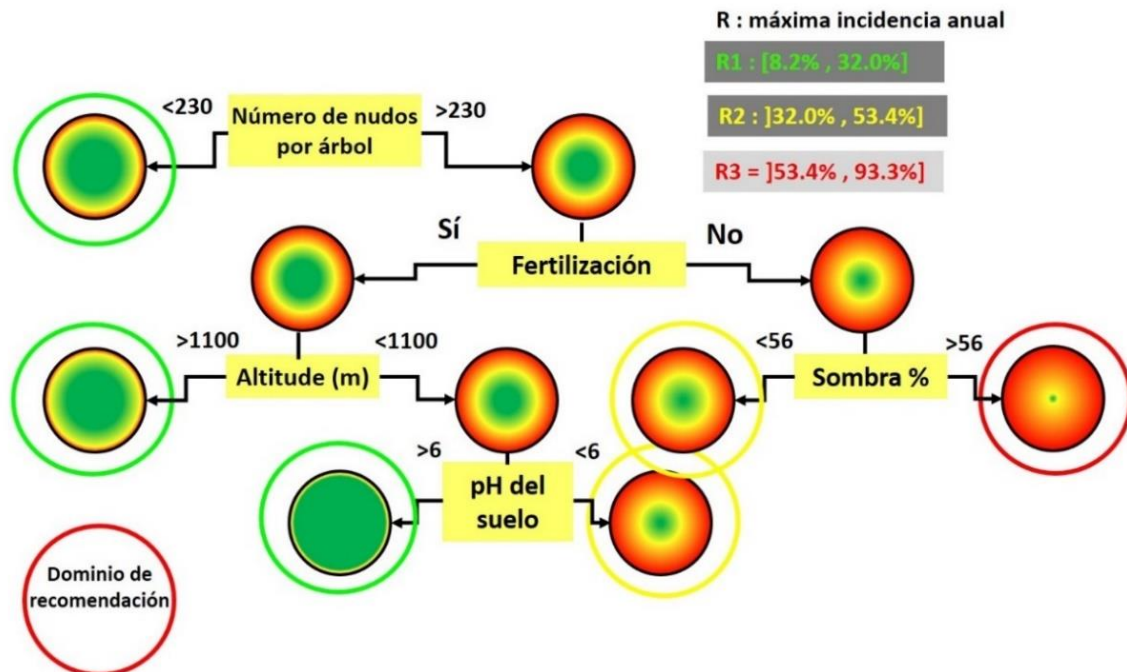 R : máxima incidencia anual
R1 : [8.2% , 32.0%]
R2 : ]32.0% , 53.4%]
R3 = ]53.4% , 93.3%]
<230
Número de nudos
por árbol
>230
Sí
Fertilización
No
>1100
Altitude (m)
<1100
<56
Sombra %
>56
>6
pH del
suelo
<6
Dominio de
recomendación